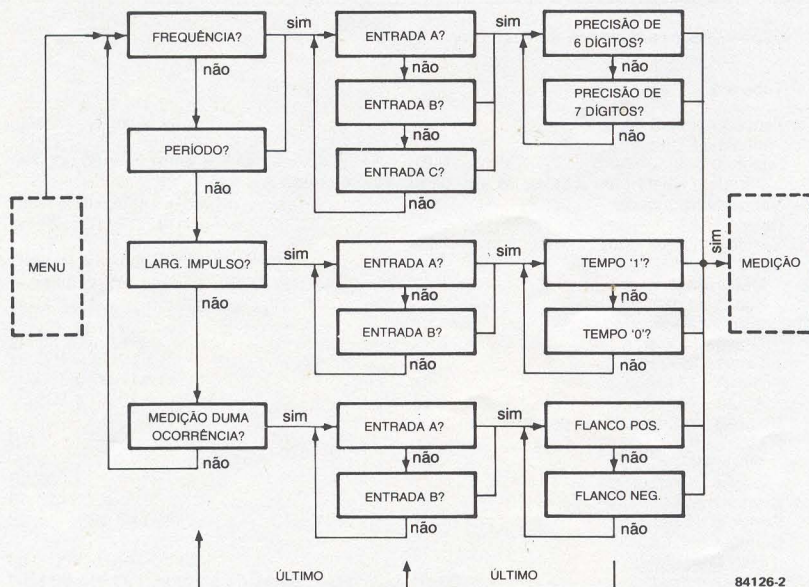 FREQUÊNCIA?
sim
ENTRADA A?
sim
PRECISÃO DE
6 DÍGITOS?
não
não
não
ENTRADA B?
PRECISÃO DE
7 DÍGITOS?
não
não
PERÍODO?
ENTRADA C?
não
não
MENU
LARG. IMPULSO?
sim
ENTRADA A?
sim
TEMPO '1'?
sim
MEDIÇÃO
não
não
não
ENTRADA B?
TEMPO '0'?
não
não
MEDIÇÃO DUMA
OCORRÊNCIA?
sim
ENTRADA A?
sim
FLANCO POS.
não
não
não
ENTRADA B?
FLANCO NEG.
não
não
ÚLTIMO
ÚLTIMO
84126-2